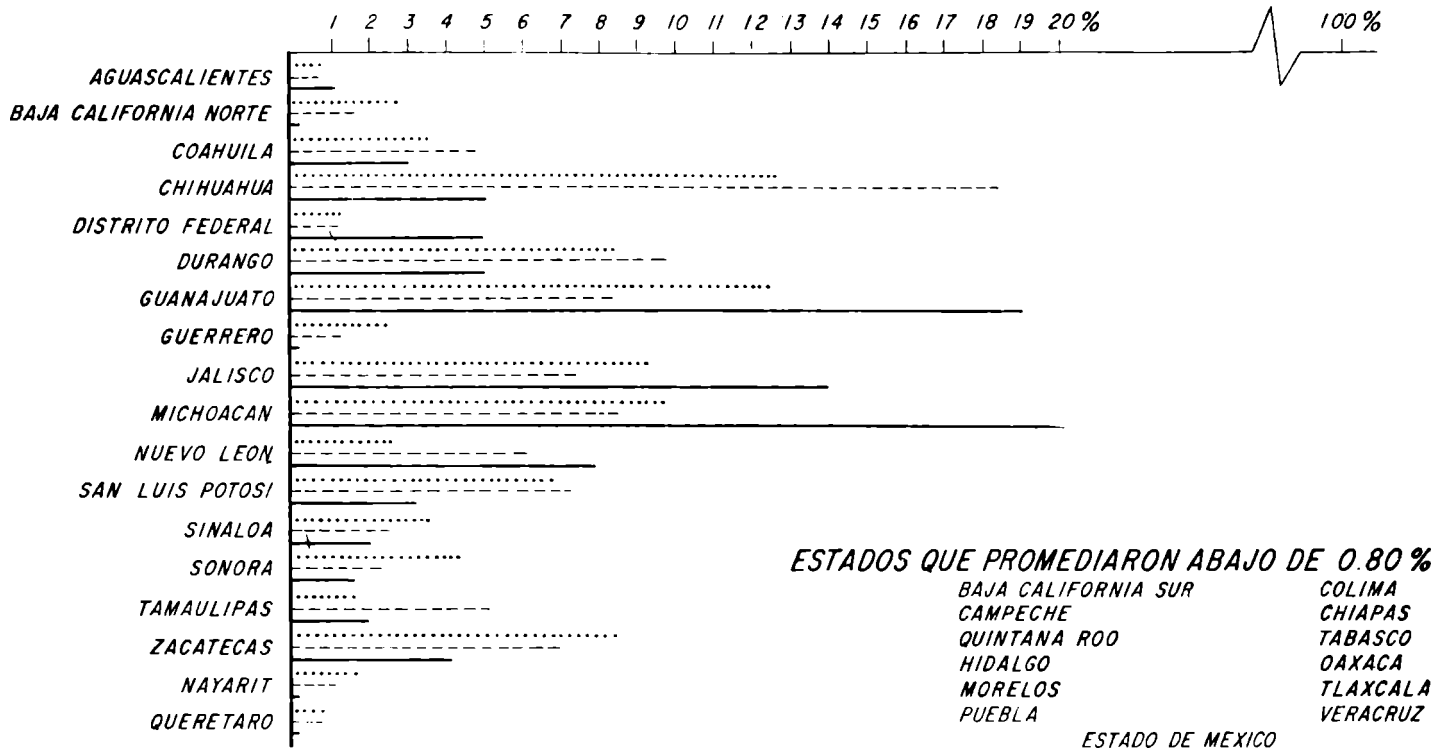 1 2 3 4 5 6 7 8 9 10 11 12 13 14 15 16 17 18 19 20% 100%
AGUASCALIENTES
BAJA CALIFORNIA NORTE
COAHUILA
CHIHUAHUA
DISTRITO FEDERAL
DURANGO
GUANAJUATO
GUERRERO
JALISCO
MICHOACAN
NUEVO LEON
SAN LUIS POTOSI
SINALOA
SONORA
TAMAULIPAS
ZACATECAS
NAYARIT
QUERETARO
ESTADOS QUE PROMEDIARON ABAJO DE 0.80%
BAJA CALIFORNIA SUR COLIMA
CAMPECHE CHIAPAS
QUINTANA ROO TABASCO
HIDALGO OAXACA
MORELOS TLAXCALA
PUEBLA VERACRUZ
ESTADO DE MEXICO